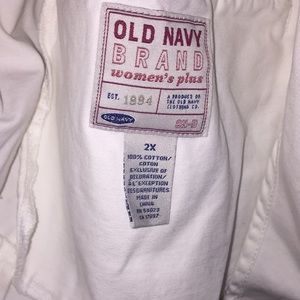 OLD NAVY
BRAND
women's plus
EST. 1994
A PRODUCT OF
THE OLD NAVY
CLOTHING CO.
OLD NAVY
2X
100% COTTON/
COTON
EXCLUSIVE OF
DECORATION/
A L'EXCEPTION
DES GARNITURES
MADE IN
CHINA